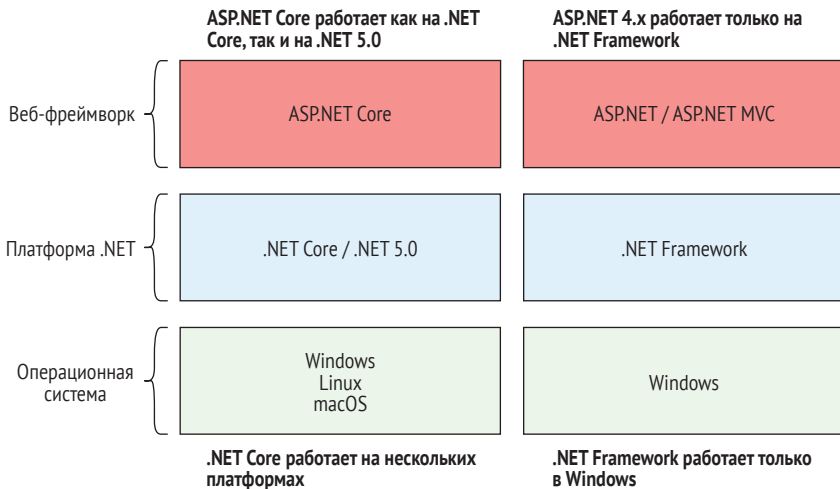 ASP.NET Core работает как на .NET
Core, так и на .NET 5.0
ASP.NET 4.x работает только на
.NET Framework
Веб-фреймворк
ASP.NET Core
ASP.NET / ASP.NET MVC
Платформа .NET
.NET Core / .NET 5.0
.NET Framework
Операционная
система
Windows
Linux
macOS
Windows
.NET Core работает на нескольких
платформах
.NET Framework работает только
в Windows